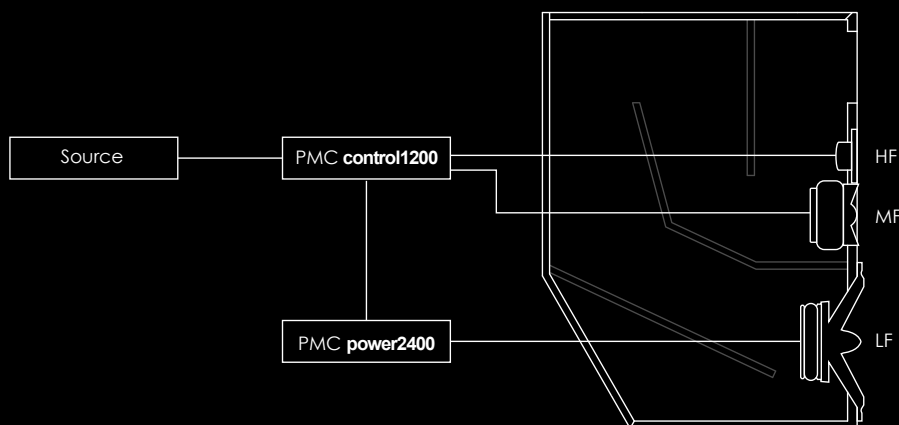 Source
PMC control1200
HF
MF
PMC power2400
LF